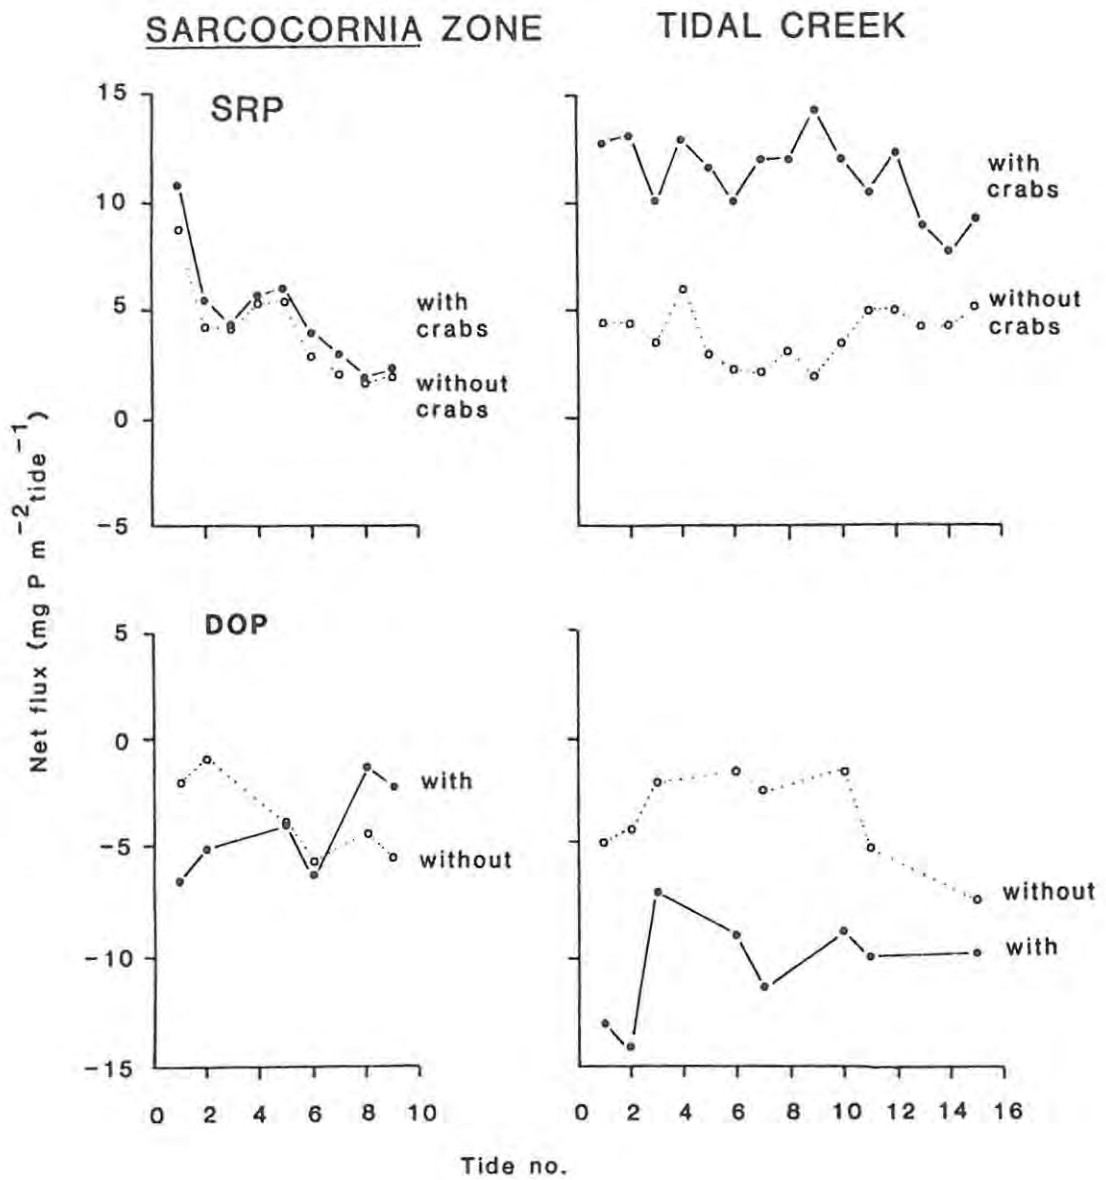 SARCOCORNIA ZONE
TIDAL CREEK
SRP
15
10
5
0
-5
with
crabs
without
crabs
with
crabs
without
crabs
Net flux (mg P m⁻² tide⁻¹)
DOP
5
0
-5
-10
-15
with
without
without
with
0 2 4 6 8 10
0 2 4 6 8 10 12 14 16
Tide no.